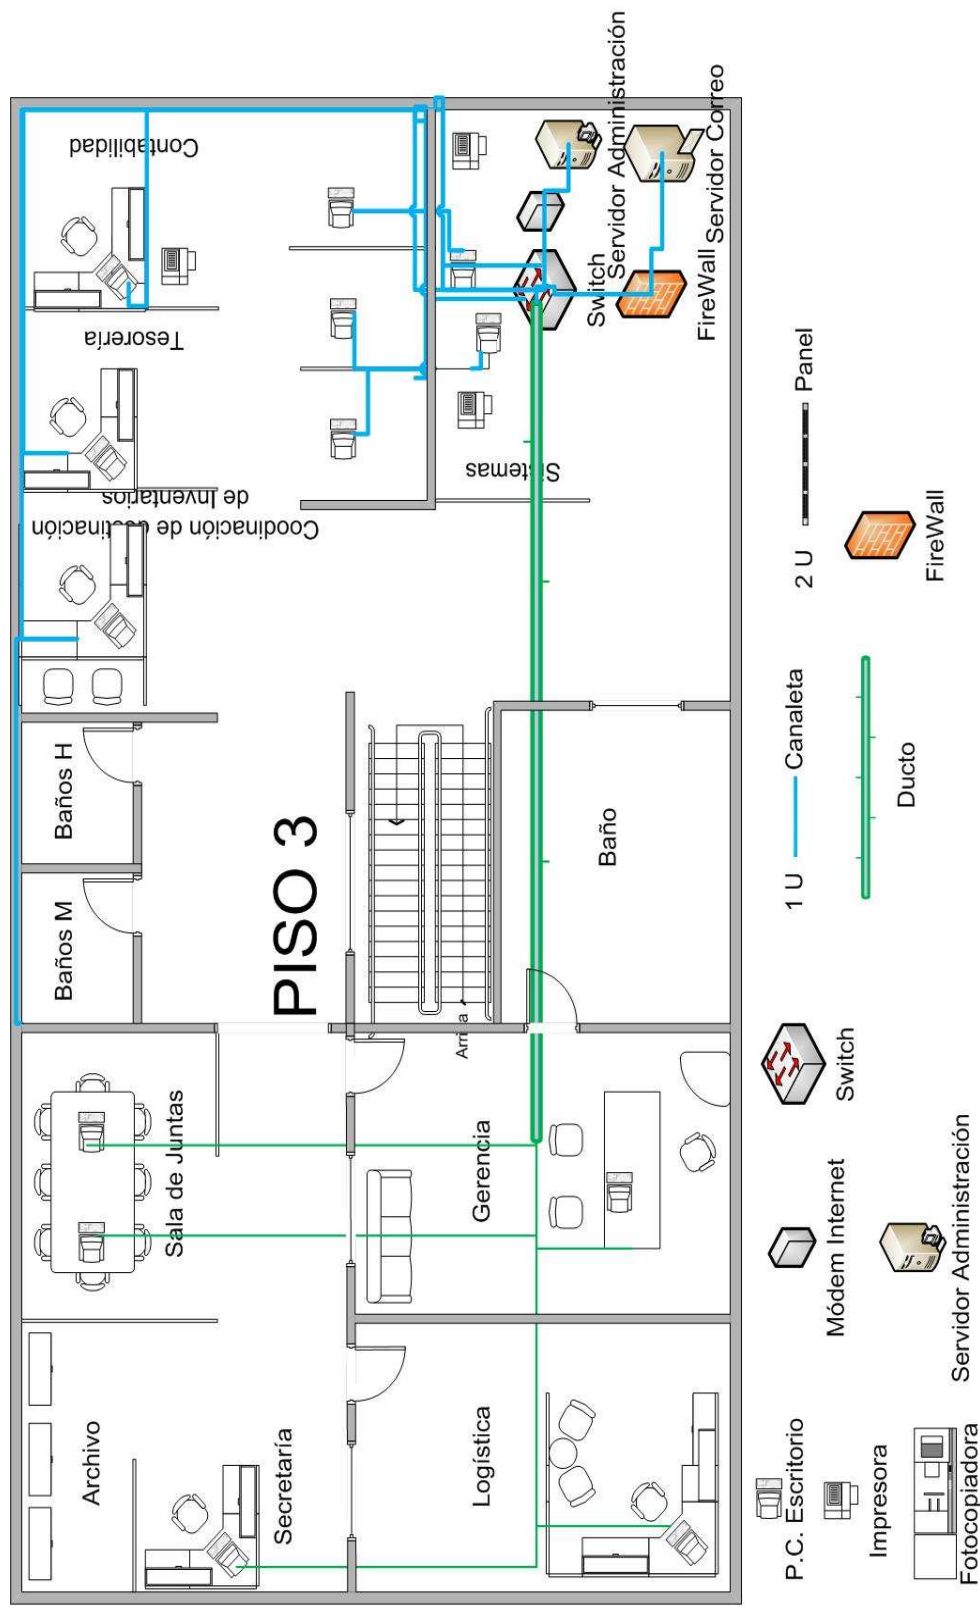 PISO 3
Archivo
Sala de Juntas
Baños M
Baños H
Coodinación de
de Inventarios
Tesorería
Contabilidad
Secretaría
Logística
Gerencia
Arriba
Baño
Sistemas
Switch
FireWall
Servidor Administración
Servidor Correo
P.C. Escritorio
Impresora
Fotocopiadora
Módem Internet
Servidor Administración
Switch
1 U
Canaleta
Ducto
2 U
Panel
FireWall